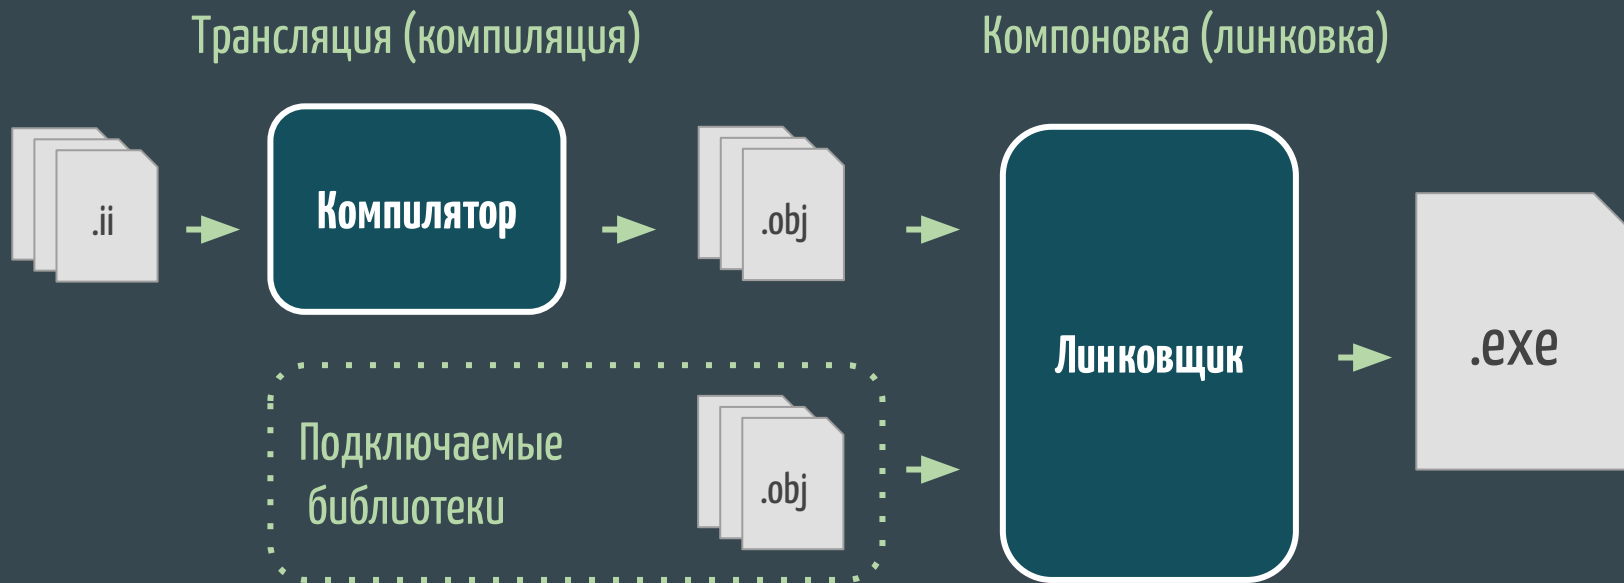 Трансляция (компиляция)
Компоновка (линковка)
.ii
Компилятор
.obj
Линковщик
.exe
Подключаемые
библиотеки
.obj